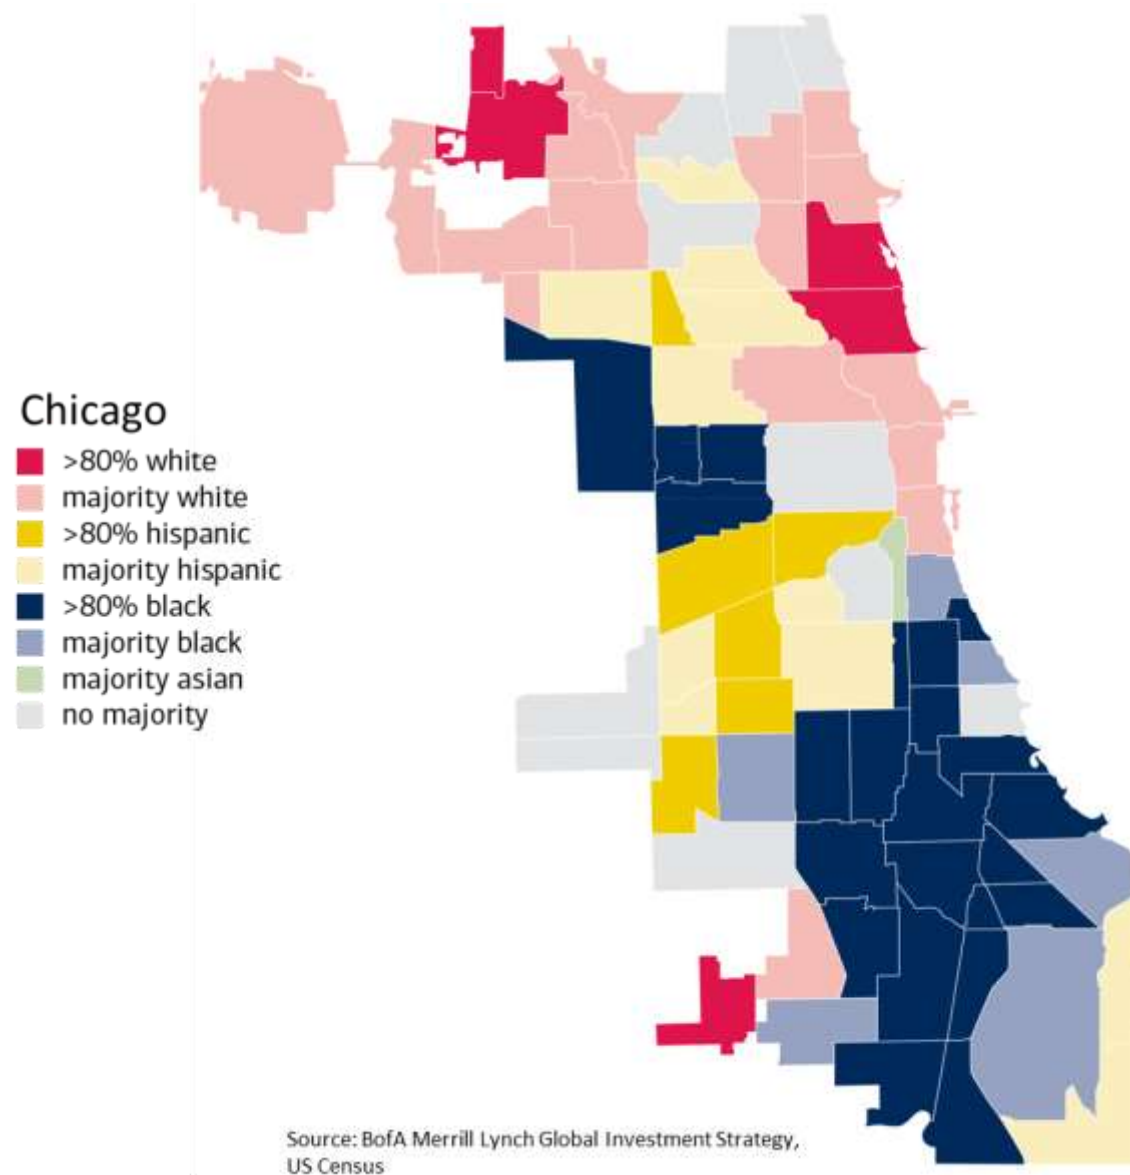 Chicago
>80% white
majority white
>80% hispanic
majority hispanic
>80% black
majority black
majority asian
no majority
Source: BofA Merrill Lynch Global Investment Strategy,
US Census